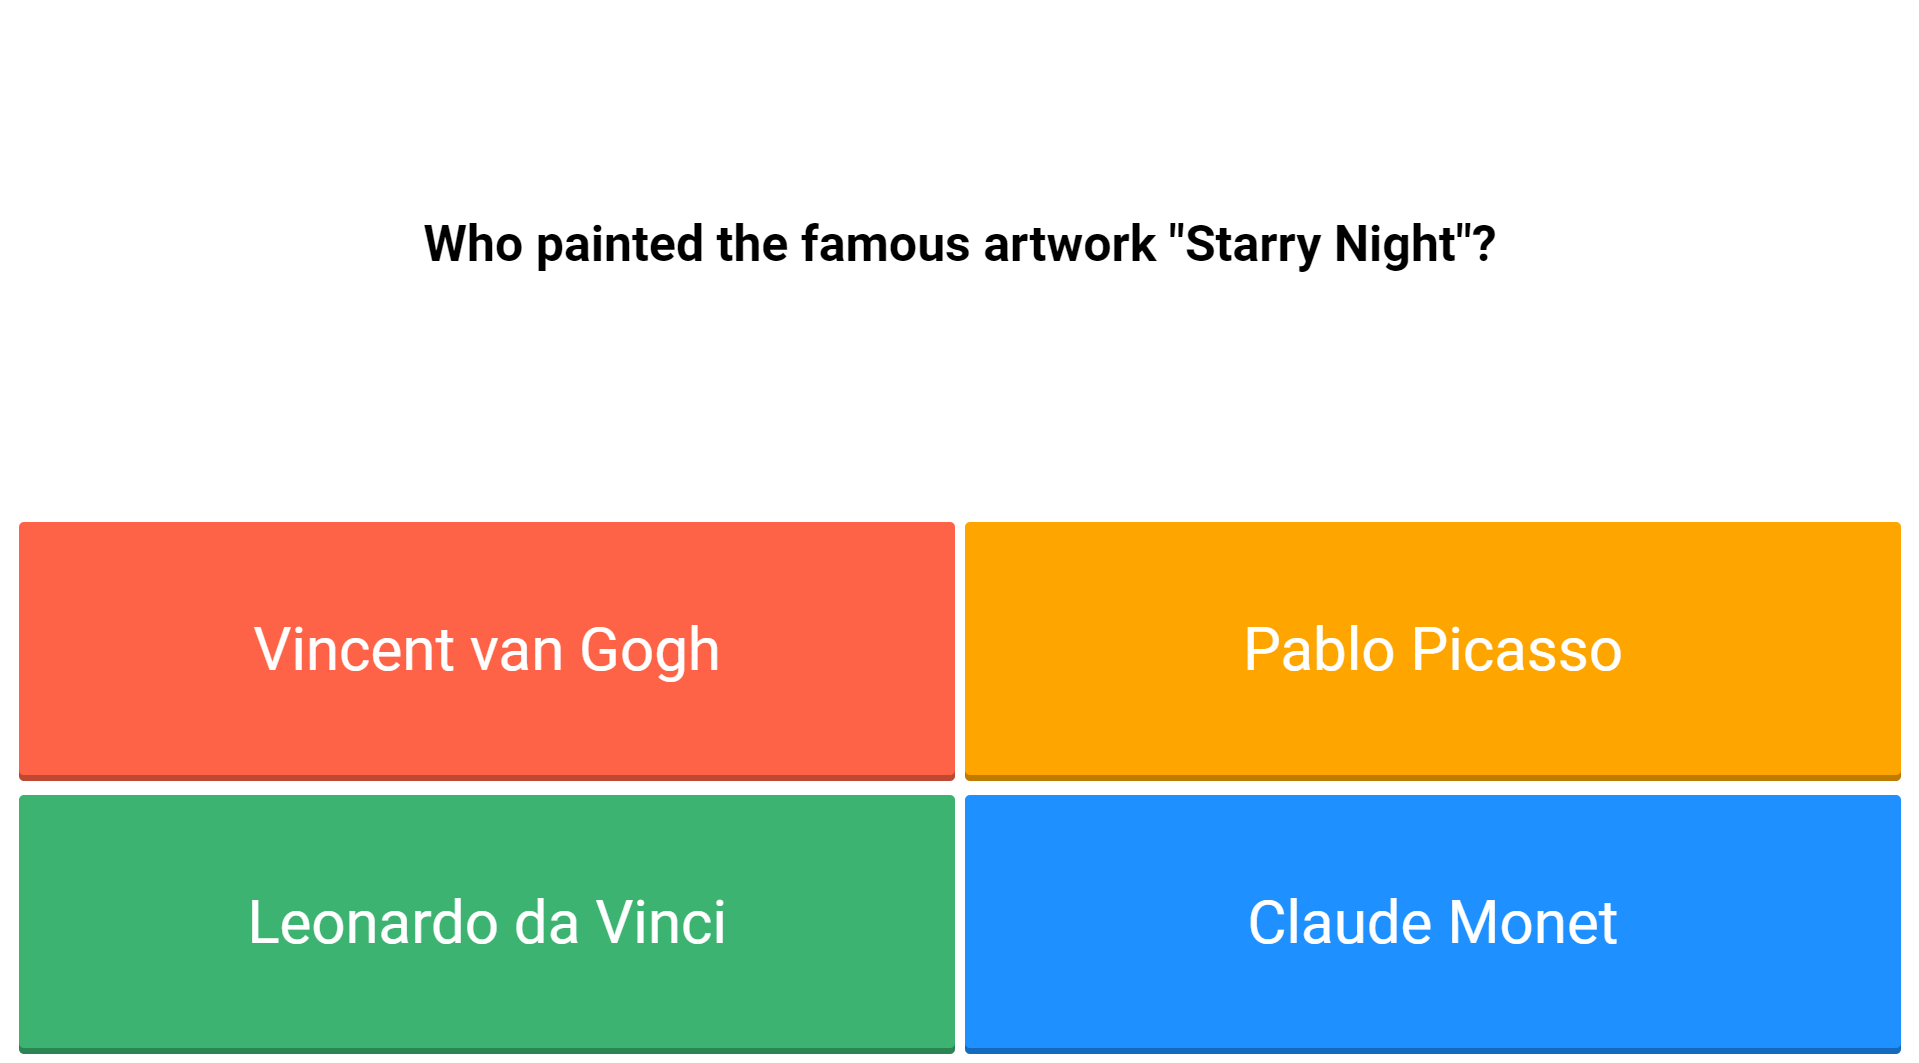 Who painted the famous artwork "Starry Night"?
Vincent van Gogh
Pablo Picasso
Leonardo da Vinci
Claude Monet